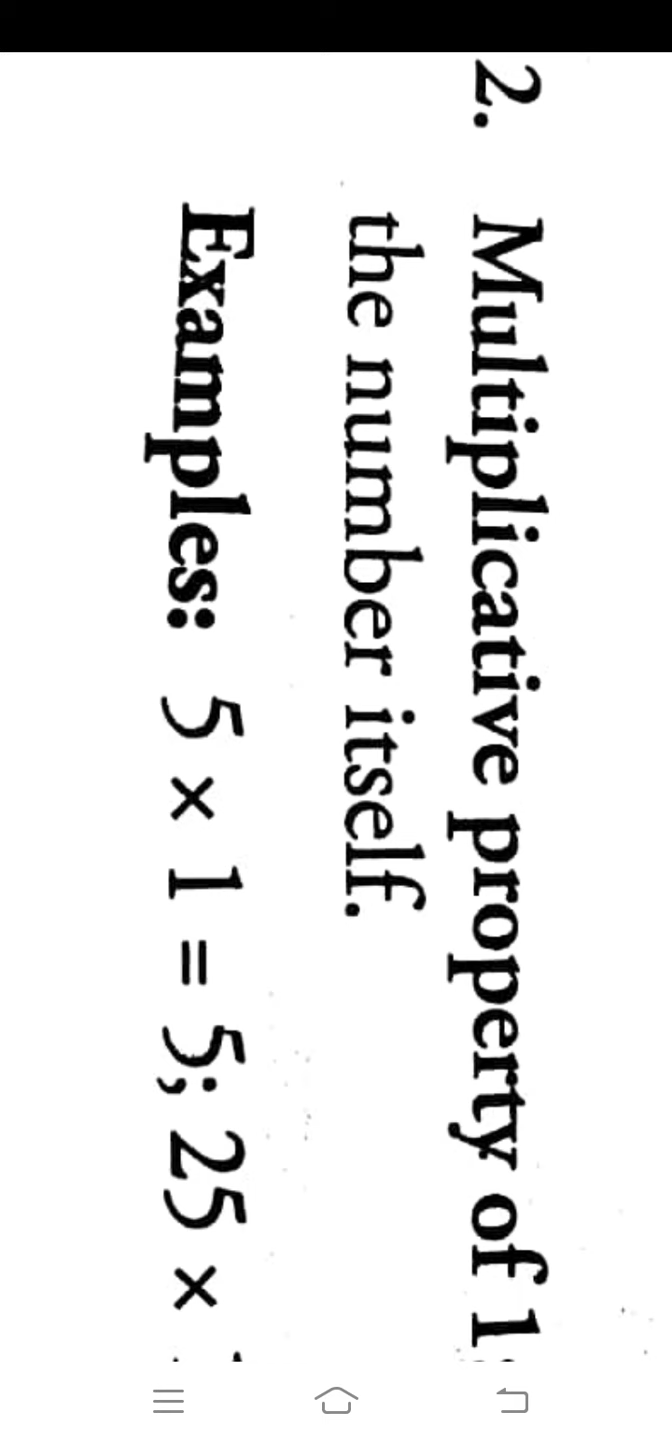 2. Multiplicative property of 1
the number itself.
Examples: 5 × 1 = 5; 25 ×